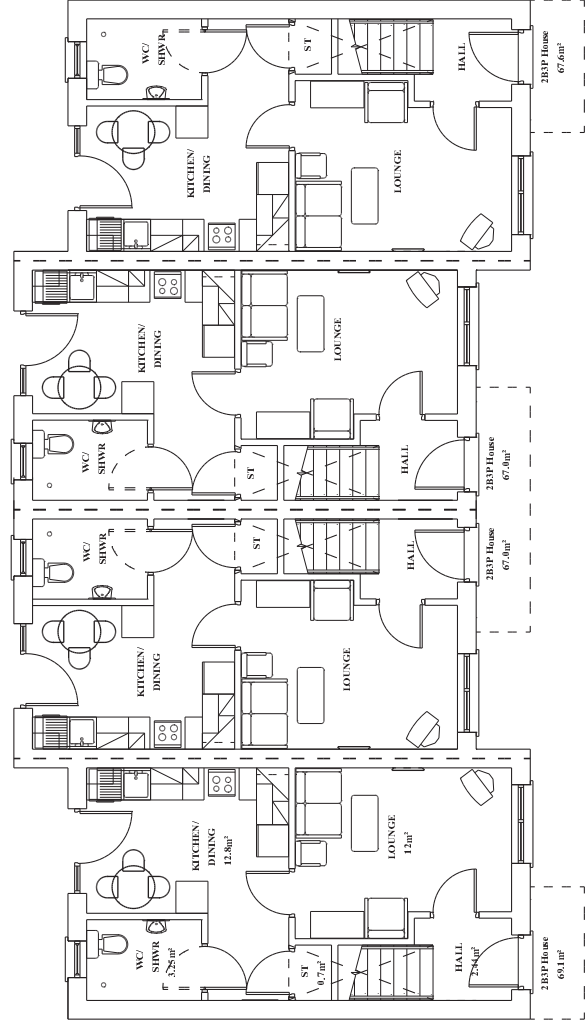 WC/
SHWR
ST
HALL
2B3P House
67.6m²
KITCHEN/
DINING
LOUNGE
KITCHEN/
DINING
LOUNGE
WC/
SHWR
ST
HALL
2B3P House
67.0m²
WC/
SHWR
ST
HALL
2B3P House
67.0m²
KITCHEN/
DINING
LOUNGE
KITCHEN/
DINING
12.8m²
LOUNGE
12m²
WC/
SHWR
3.25m²
ST
0.7m²
HALL
2B3P House
69.1m²